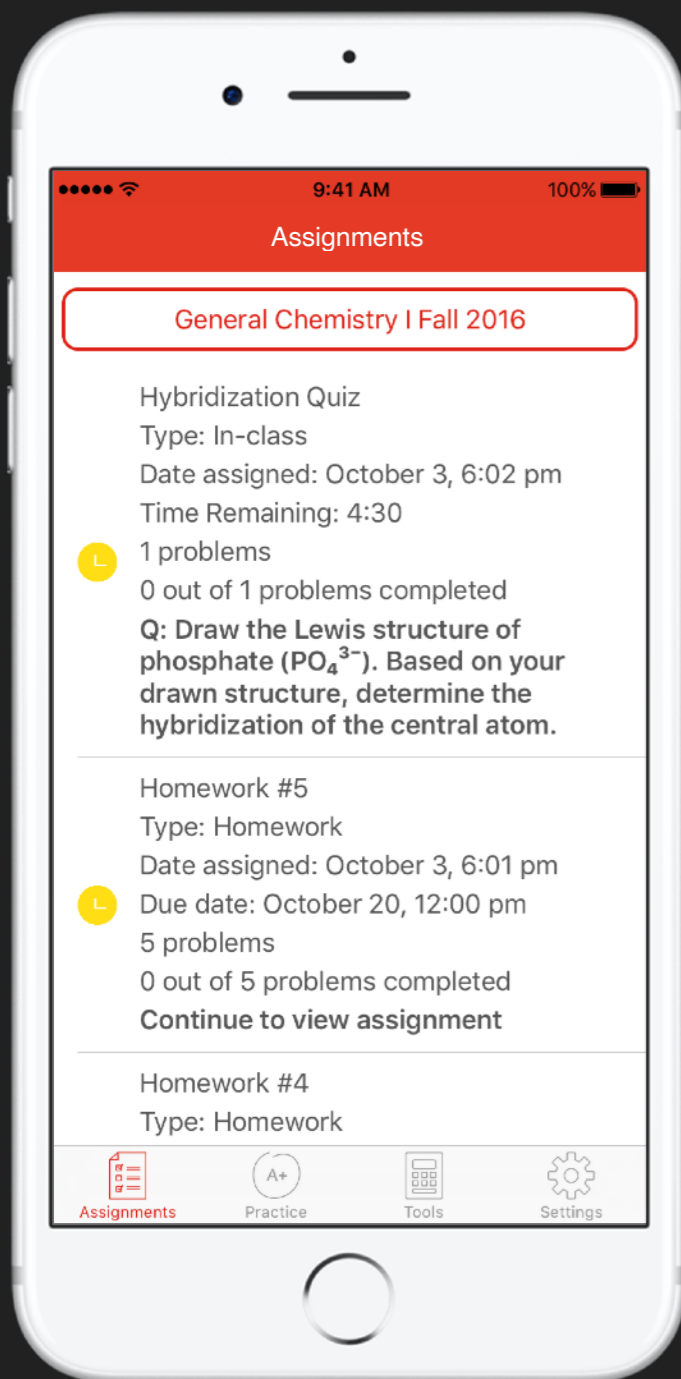 9:41 AM
100%
Assignments
General Chemistry I Fall 2016
Hybridization Quiz
Type: In-class
Date assigned: October 3, 6:02 pm
Time Remaining: 4:30
1 problems
0 out of 1 problems completed
Q: Draw the Lewis structure of
phosphate (PO₄³⁻). Based on your
drawn structure, determine the
hybridization of the central atom.
Homework #5
Type: Homework
Date assigned: October 3, 6:01 pm
Due date: October 20, 12:00 pm
5 problems
0 out of 5 problems completed
Continue to view assignment
Homework #4
Type: Homework
A+
Assignments Practice Tools Settings